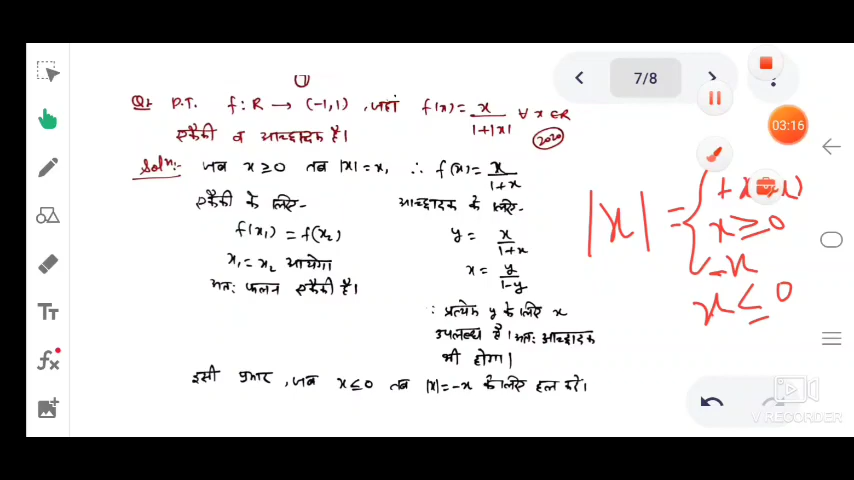 7/8
①
Q1 P.T. f: R → (-1,1), जहाँ f(x) = x/1+|x| ∀ x ∈ R
एकैकी व आच्छादक है। 2020
Soln:- जब x ≥ 0 तब |x| = x, ∴ f(x) = x/1+x
एकैकी के लिए-
f(x1) = f(x2)
x1 = x2 आयेगा
अतः फलन एकैकी है।
आच्छादक के लिए-
y = x/1+x
x = y/1-y
∴ प्रत्येक y के लिए x
उपलब्ध है। अतः आच्छादक
भी होगा।
इसी प्रकार, जब x ≤ 0 तब |x| = -x के लिए हल करें।
|x| = {
x ≥ 0
-x
x ≤ 0
03:16
V RECORDER